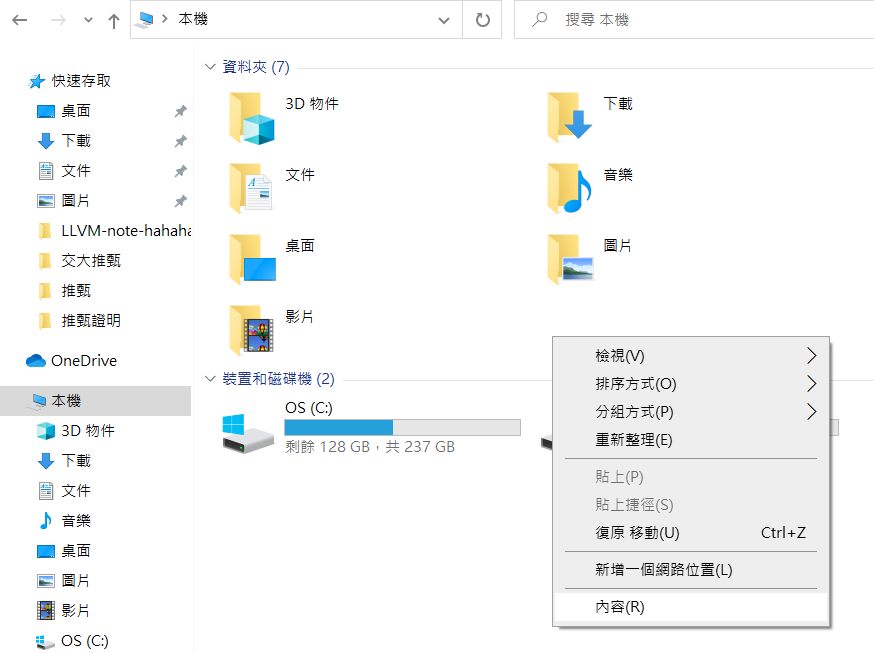 本機
搜尋 本機
快速存取
桌面
下載
文件
圖片
LLVM-note-hahaha
交大推甄
推甄
推甄證明
OneDrive
本機
3D 物件
下載
文件
音樂
桌面
圖片
影片
OS (C:)
資料夾 (7)
3D 物件
下載
文件
音樂
桌面
圖片
影片
裝置和磁碟機 (2)
OS (C:)
剩餘 128 GB，共 237 GB
檢視(V)
排序方式(O)
分組方式(P)
重新整理(E)
貼上(P)
貼上捷徑(S)
復原 移動(U) Ctrl+Z
新增一個網路位置(L)
內容(R)